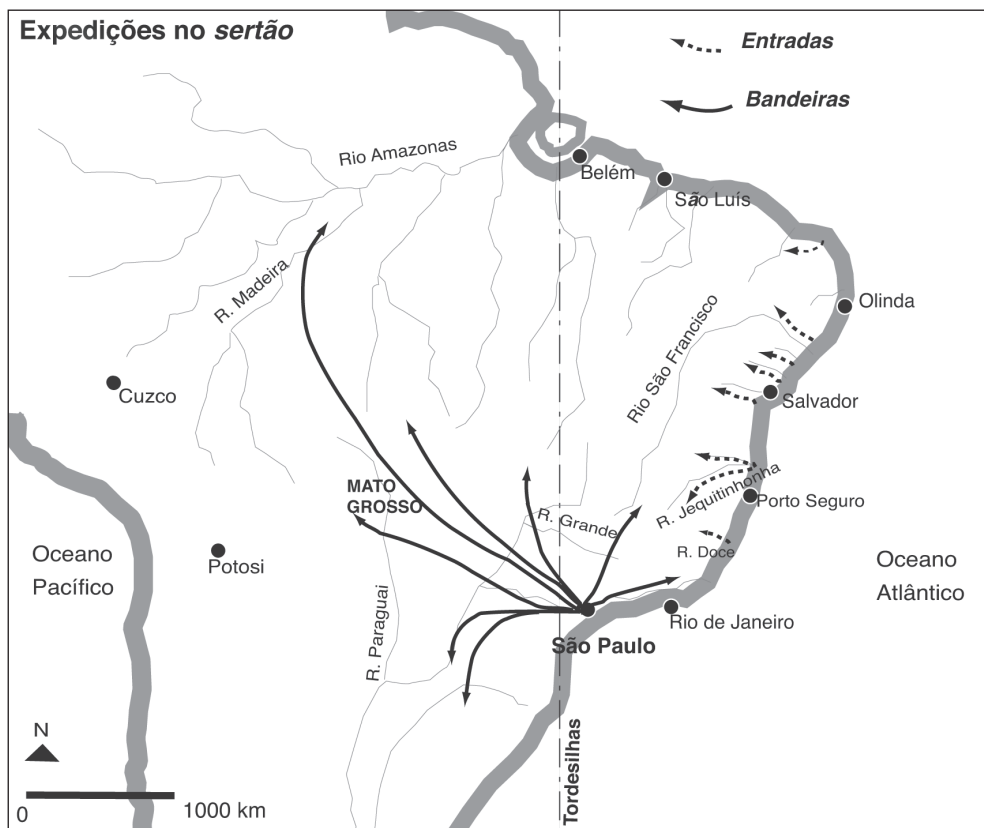 Expedições no sertão
Entradas
Bandeiras
Rio Amazonas
Belém
São Luís
R. Madeira
Olinda
Rio São Francisco
Cuzco
Salvador
MATO
GROSSO
R. Jequitinhonha
Porto Seguro
R. Grande
R. Doce
Oceano
Pacífico
Potosi
Oceano
Atlântico
R. Paraguai
Rio de Janeiro
São Paulo
Tordesilhas
N
0
1000 km